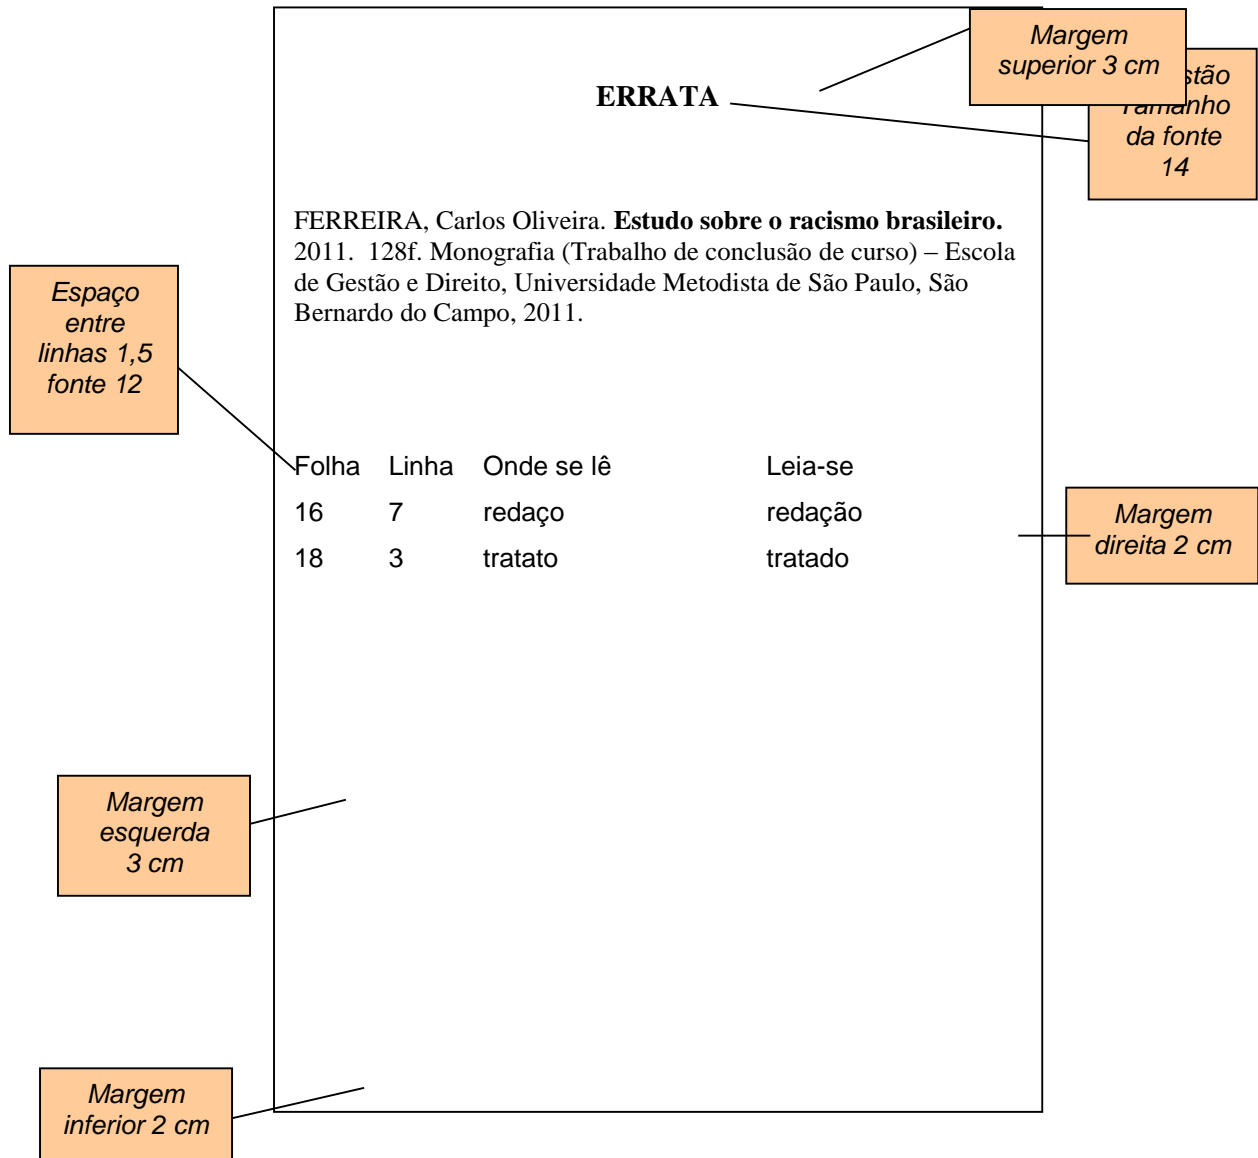 Margem
superior 3 cm
Tamanho
da fonte
14
ERRATA
FERREIRA, Carlos Oliveira. Estudo sobre o racismo brasileiro.
2011.  128f. Monografia (Trabalho de conclusão de curso) – Escola
de Gestão e Direito, Universidade Metodista de São Paulo, São
Bernardo do Campo, 2011.
Espaço
entre
linhas 1,5
fonte 12
Folha Linha Onde se lê Leia-se
16 7 redaço redação
18 3 tratato tratado
Margem
direita 2 cm
Margem
esquerda
3 cm
Margem
inferior 2 cm